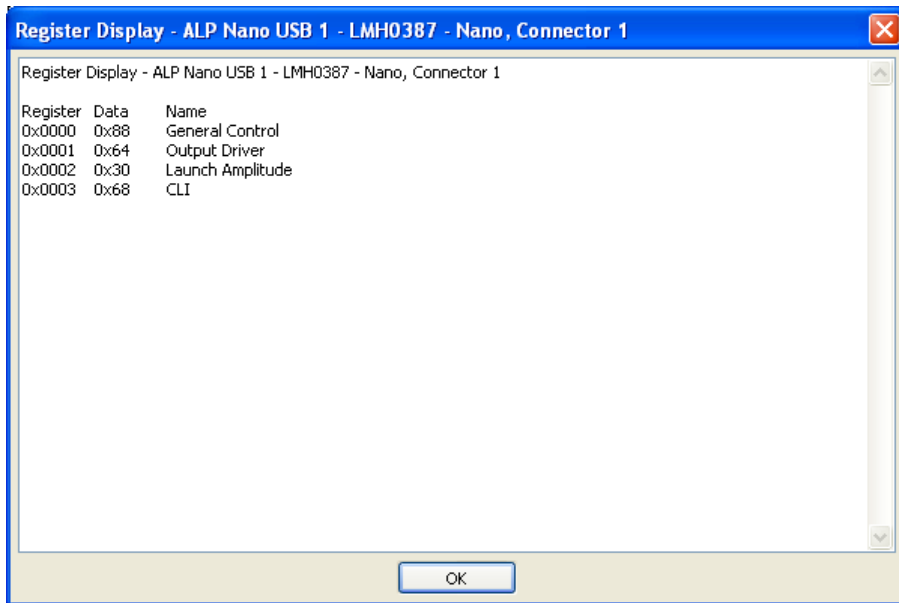 Register Display - ALP Nano USB 1 - LMH0387 - Nano, Connector 1
Register Display - ALP Nano USB 1 - LMH0387 - Nano, Connector 1
Register Data Name
0x0000 0x88 General Control
0x0001 0x64 Output Driver
0x0002 0x30 Launch Amplitude
0x0003 0x68 CLI
OK